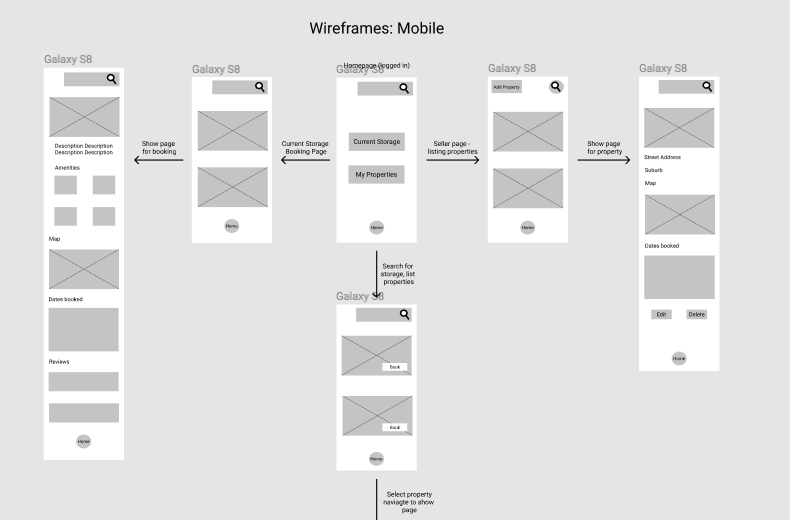 Wireframes: Mobile
Galaxy S8
Description Description
Description Description
Amenities
Map
Dates booked
Reviews
Home
Show page
for booking
Galaxy S8
Home
Current Storage
Booking Page
Homepage (logged in)
Galaxy S8
Current Storage
My Properties
Home
Seller page -
listing properties
Galaxy S8
Add Property
Home
Show page
for property
Galaxy S8
Street Address
Suburb
Map
Dates booked
Edit
Delete
Home
Search for
storage, list
properties
Galaxy S8
Book
Book
Home
Select property
naviagte to show
page